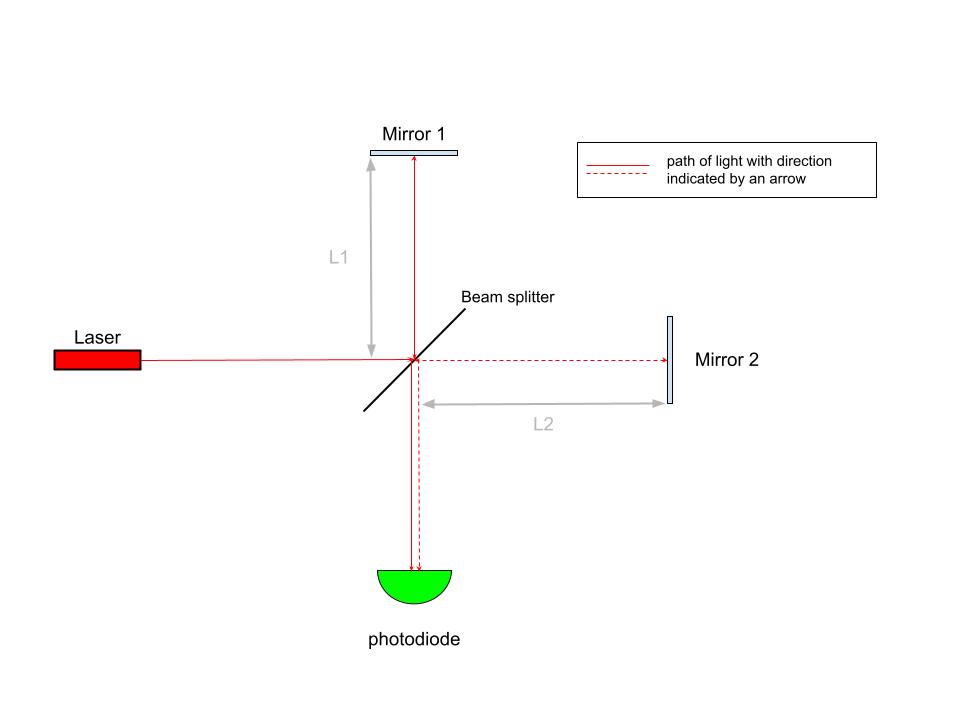 Mirror 1
path of light with direction
indicated by an arrow
L1
Beam splitter
Laser
Mirror 2
L2
photodiode